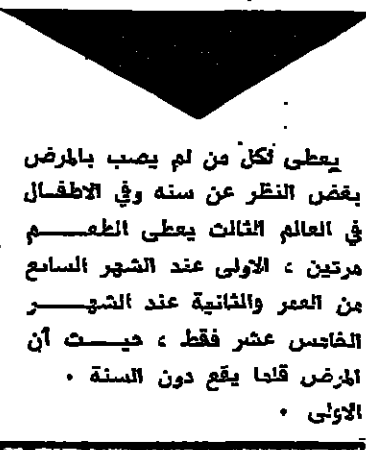 يعطى لكل من لم يصب بالمرض
بغض النظر عن سنه وفي الاطفال
في العالم الثالث يعطى الطعم
مرتين ، الاولى عند الشهر السابع
من العمر والثانية عند الشهر
الخامس عشر فقط ، حيث أن
المرض قلما يقع دون السنة .
الاولى .